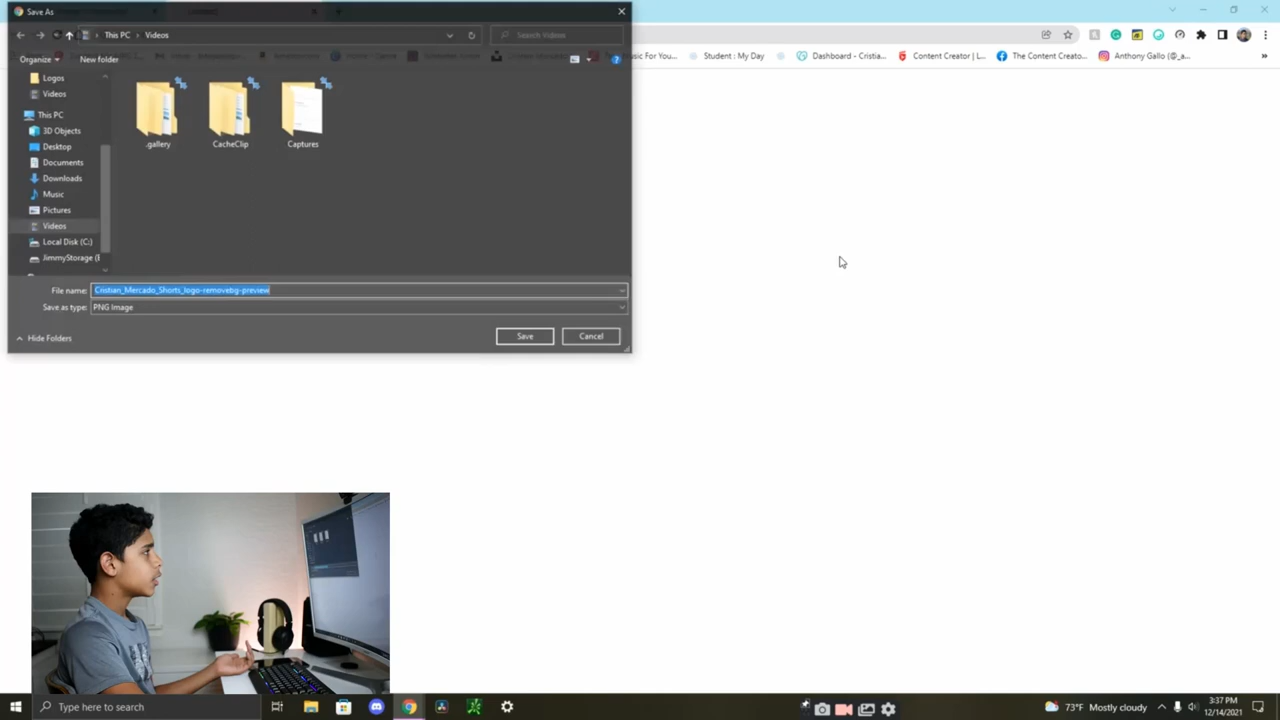 Save As
This PC > Videos
Search Videos
Organize
New folder
Music For You...
Student : My Day
Dashboard - Cristia...
Content Creator | L...
The Content Creato...
Anthony Gallo (@_a...
»
Logos
Videos
This PC
3D Objects
Desktop
Documents
Downloads
Music
Pictures
Videos
Local Disk (C:)
JimmyStorage (E
.gallery
CacheClip
Captures
File name:
Cristian_Mercado_Shorts_logo-removebg-preview
Save as type:
PNG Image
Hide Folders
Save
Cancel
Type here to search
73°F Mostly cloudy
3:37 PM
12/14/2021